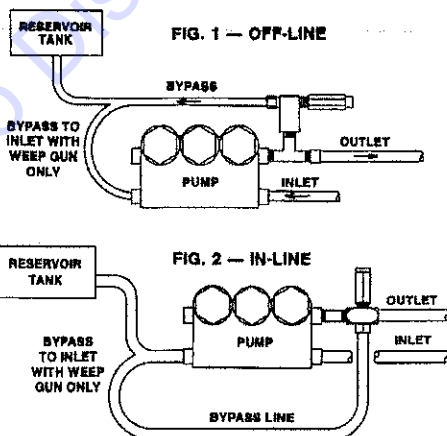 RESERVOIR
TANK
FIG. 1 — OFF-LINE
BYPASS
BYPASS TO
INLET WITH
WEEP GUN
ONLY
OUTLET
PUMP
INLET
FIG. 2 — IN-LINE
RESERVOIR
TANK
OUTLET
BYPASS
TO INLET
WITH WEEP
GUN ONLY
PUMP
INLET
BYPASS LINE